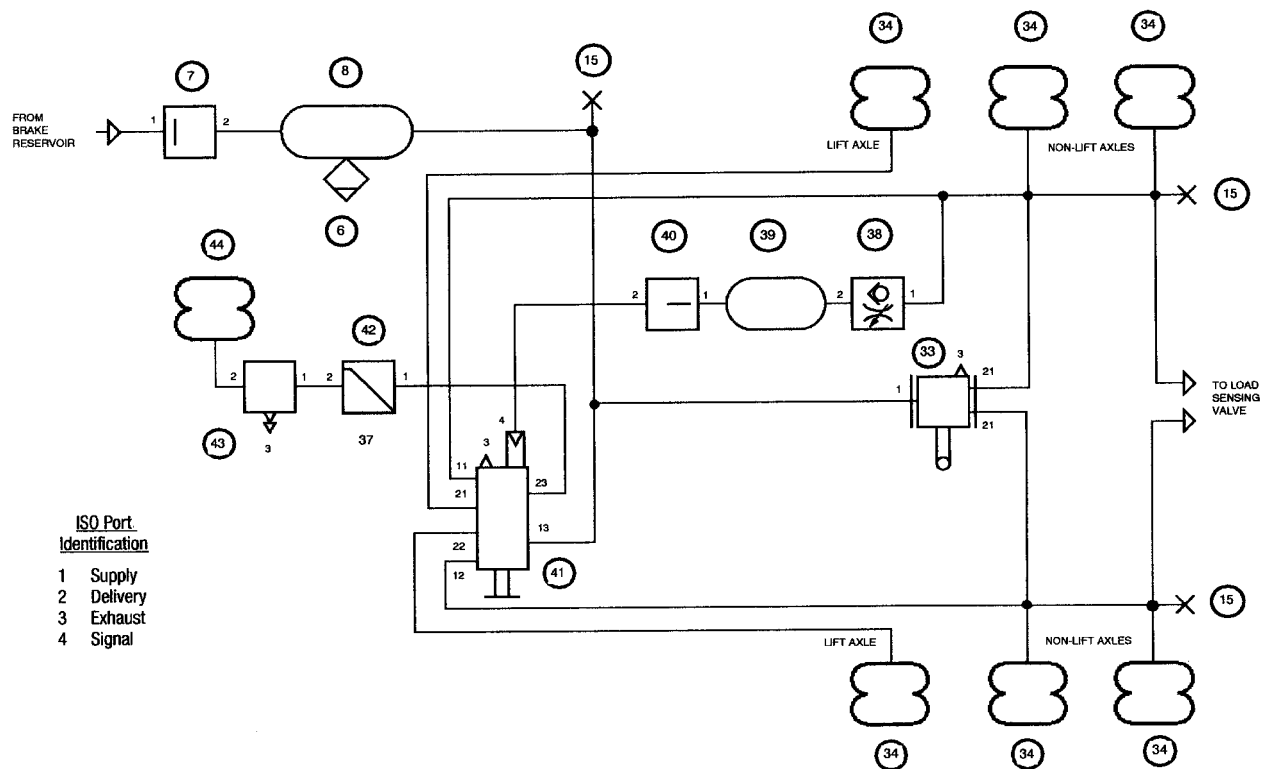 34
34
34
15
7
8
FROM
BRAKE
RESERVOIR
1
2
LIFT AXLE
NON-LIFT AXLES
15
6
44
40
39
38
2
1
2
1
42
33
3
21
2
1
2
1
1
21
TO LOAD
SENSING
VALVE
43
3
37
4
3
11
23
21
13
22
12
41
ISO Port.
Identification
1 Supply
2 Delivery
3 Exhaust
4 Signal
15
LIFT AXLE
NON-LIFT AXLES
34
34
34